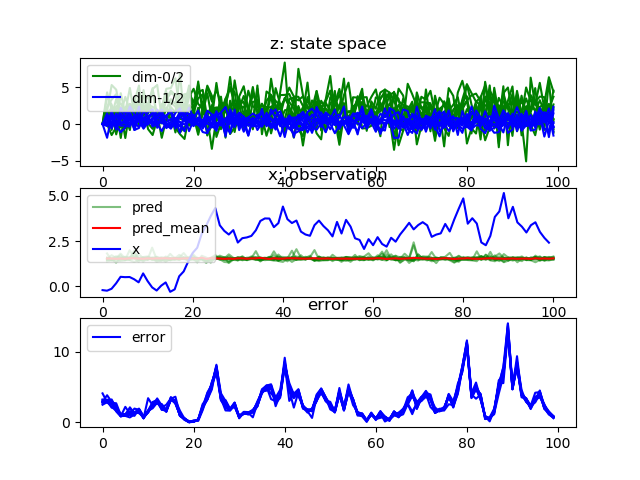 z: state space
5
0
−5
dim-0/2
dim-1/2
0 20 40 60 80 100
x: observation
5.0
2.5
0.0
pred
pred_mean
x
0 20 40 60 80 100
error
10
0
error
0 20 40 60 80 100